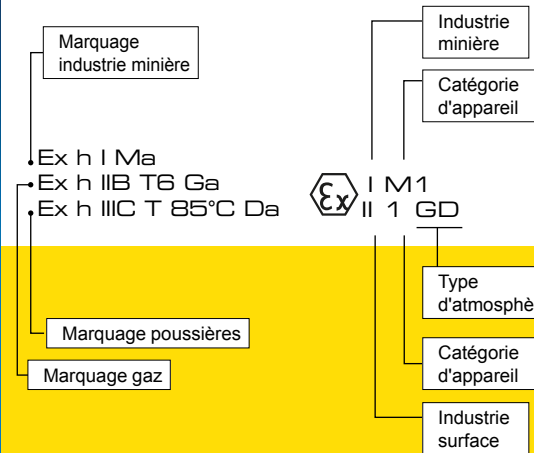 Marquage
industrie minière
Industrie
minière
Catégorie
d'appareil
Ex h I Ma
Ex h IIB T6 Ga
Ex h IIIC T 85°C Da
Ex
I M1
II 1 GD
Type
d'atmosphè
Marquage poussières
Catégorie
d'appareil
Marquage gaz
Industrie
surface